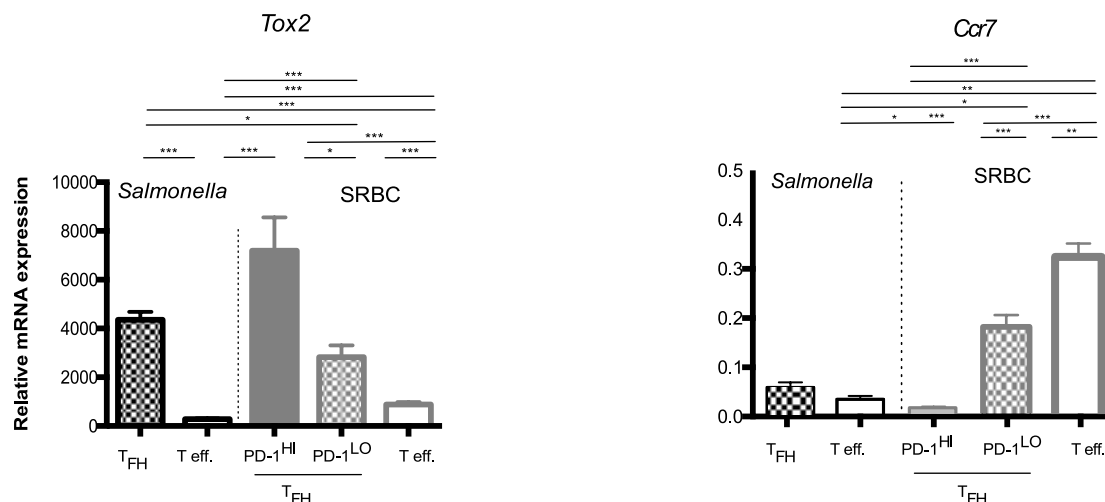 Tox2
***
***
***
*
***
*** *** * ***
Relative mRNA expression
10000
8000
6000
4000
2000
0
Salmonella SRBC
TFH T eff. PD-1HI PD-1LO T eff.
TFH
Ccr7
***
**
*
* *** ***
*** **
0.5
0.4
0.3
0.2
0.1
0.0
Salmonella SRBC
TFH T eff. PD-1HI PD-1LO T eff.
TFH